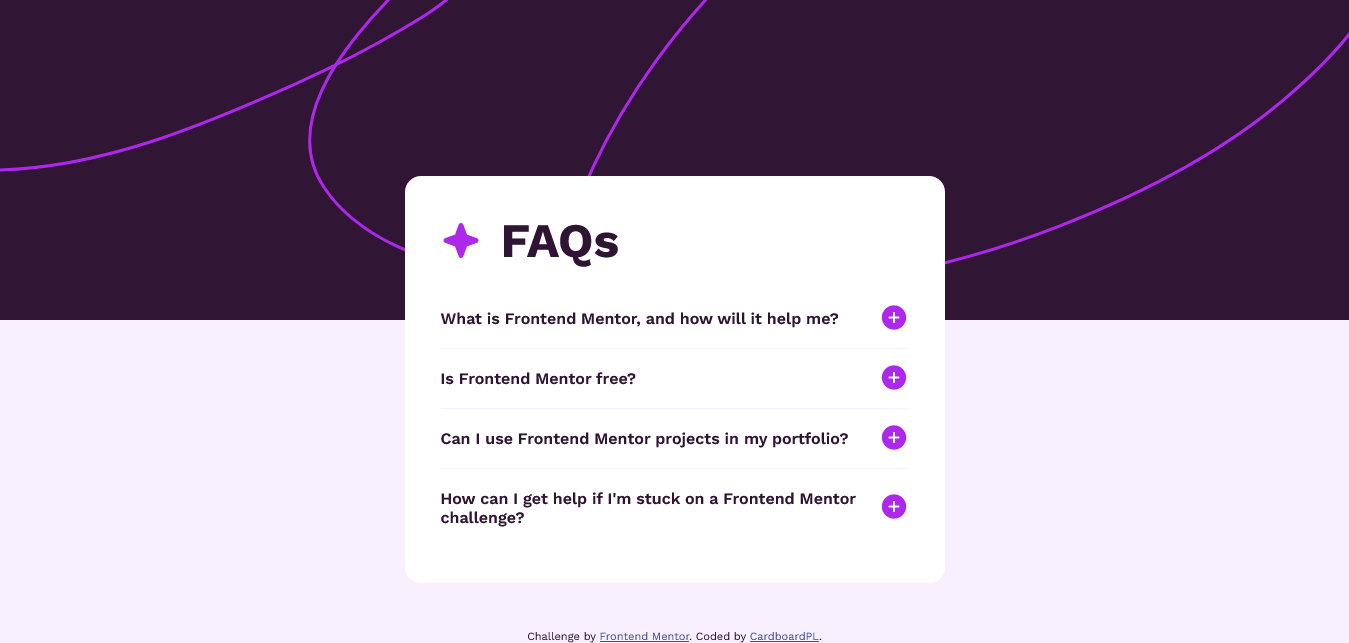 FAQs
What is Frontend Mentor, and how will it help me?
Is Frontend Mentor free?
Can I use Frontend Mentor projects in my portfolio?
How can I get help if I'm stuck on a Frontend Mentor
challenge?
Challenge by Frontend Mentor. Coded by CardboardPL.